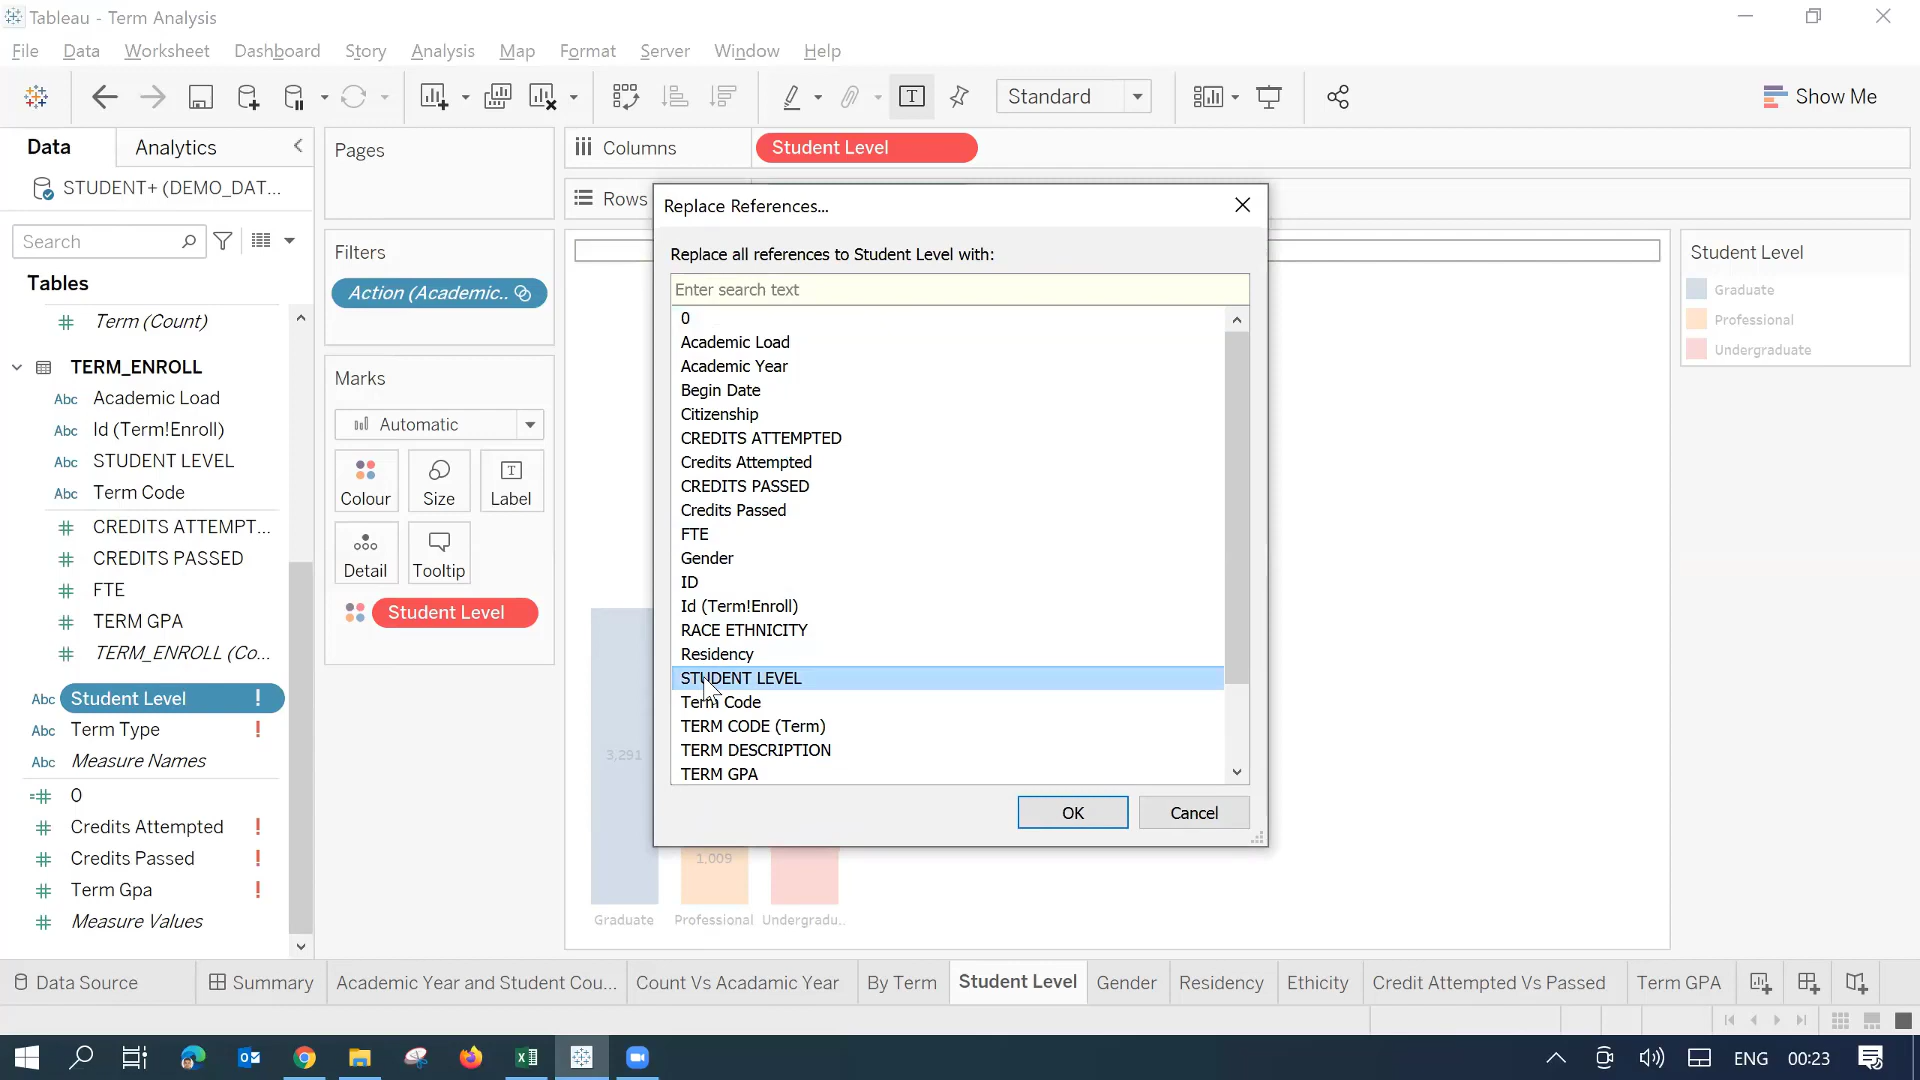 Tableau - Term Analysis
File Data Worksheet Dashboard Story Analysis Map Format Server Window Help
Standard
Show Me
Data
Analytics
STUDENT+ (DEMO_DAT...
Search
Tables
Term (Count)
TERM_ENROLL
Abc Academic Load
Abc Id (Term!Enroll)
Abc STUDENT LEVEL
Abc Term Code
CREDITS ATTEMPT...
CREDITS PASSED
FTE
TERM GPA
TERM_ENROLL (Co...
Abc Student Level !
Abc Term Type !
Abc Measure Names
=# 0
Credits Attempted !
Credits Passed !
Term Gpa !
Measure Values
Pages
Filters
Action (Academic..
Marks
Automatic
Colour
Size
Label
Detail
Tooltip
Student Level
Columns
Student Level
Rows
Replace References...
Replace all references to Student Level with:
Enter search text
0
Academic Load
Academic Year
Begin Date
Citizenship
CREDITS ATTEMPTED
Credits Attempted
CREDITS PASSED
Credits Passed
FTE
Gender
ID
Id (Term!Enroll)
RACE ETHNICITY
Residency
STUDENT LEVEL
Term Code
TERM CODE (Term)
TERM DESCRIPTION
TERM GPA
OK
Cancel
3,291
1,009
Graduate
Professional
Undergradu..
Student Level
Graduate
Professional
Undergraduate
Data Source
Summary
Academic Year and Student Cou...
Count Vs Acadamic Year
By Term
Student Level
Gender
Residency
Ethicity
Credit Attempted Vs Passed
Term GPA
ENG
00:23